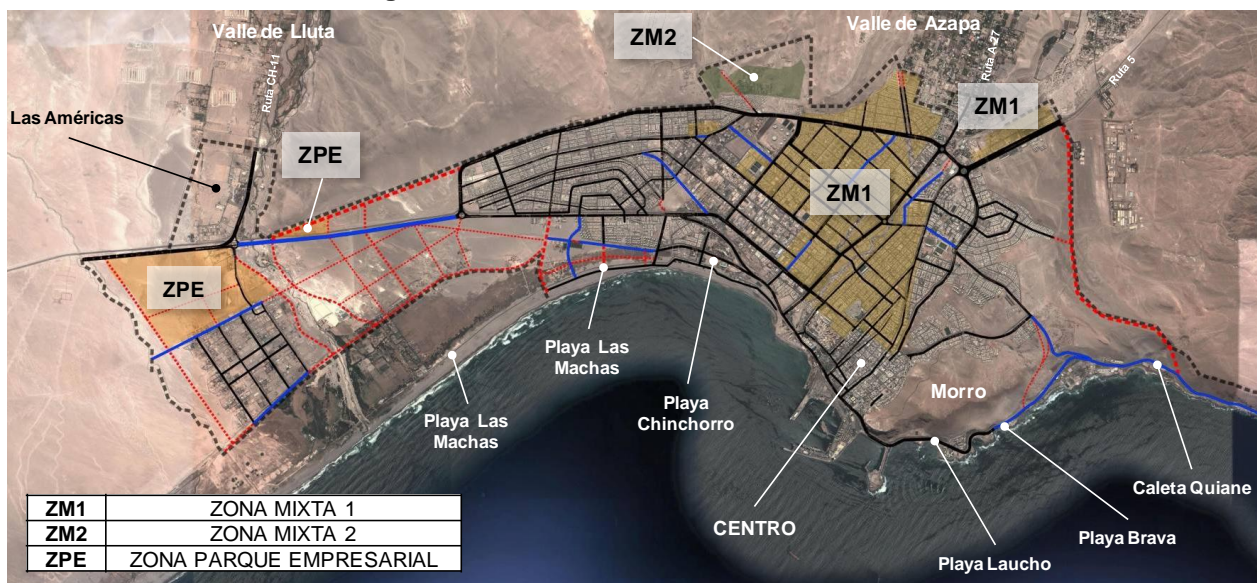 Valle de Lluta
Valle de Azapa
ZM2
Ruta CH-11
Ruta A-27
Ruta 5
Las Américas
ZPE
ZM1
ZM1
ZPE
Playa Las
Machas
Playa Las
Machas
Playa
Chinchorro
Morro
Caleta Quiane
CENTRO
Playa Brava
Playa Laucho
ZM1 ZONA MIXTA 1
ZM2 ZONA MIXTA 2
ZPE ZONA PARQUE EMPRESARIAL